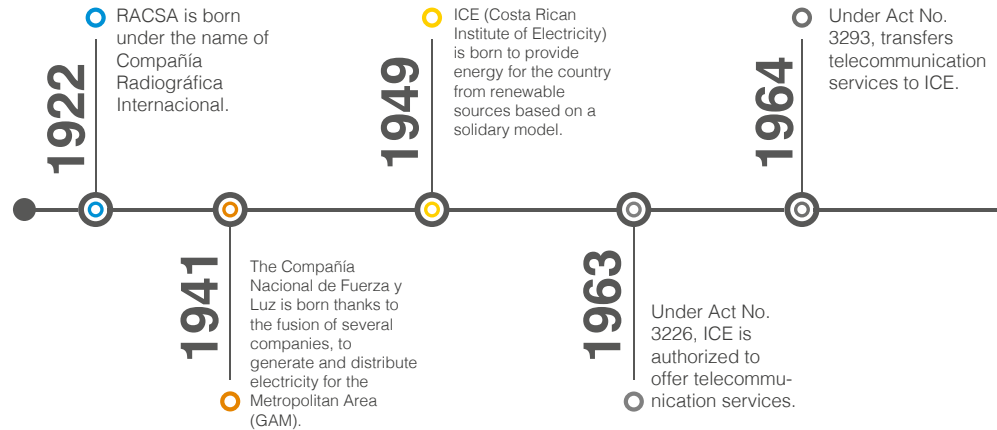 1922
RACSA is born
under the name of
Compañía
Radiográfica
Internacional.
1941
The Compañía
Nacional de Fuerza y
Luz is born thanks to
the fusion of several
companies, to
generate and distribute
electricity for the
Metropolitan Area
(GAM).
1949
ICE (Costa Rican
Institute of Electricity)
is born to provide
energy for the country
from renewable
sources based on a
solidary model.
1963
Under Act No.
3226, ICE is
authorized to
offer telecommu-
nication services.
1964
Under Act No.
3293, transfers
telecommunication
services to ICE.